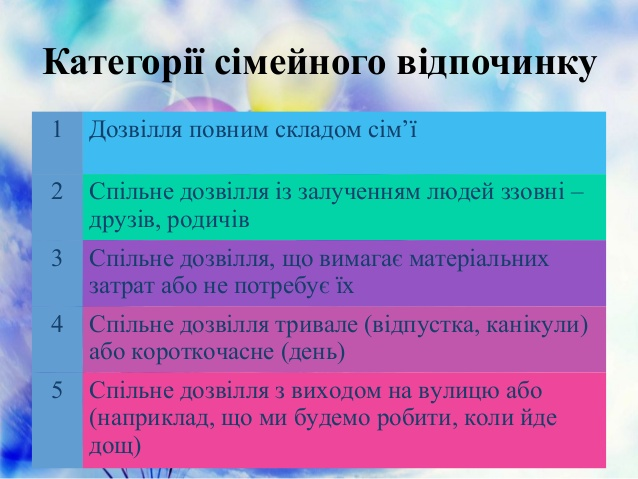 Категорії сімейного відпочинку
1 Дозвілля повним складом сім’ї
2 Спільне дозвілля із залученням людей ззовні –
друзів, родичів
3 Спільне дозвілля, що вимагає матеріальних
затрат або не потребує їх
4 Спільне дозвілля тривале (відпустка, канікули)
або короткочасне (день)
5 Спільне дозвілля з виходом на вулицю або
(наприклад, що ми будемо робити, коли йде
дощ)